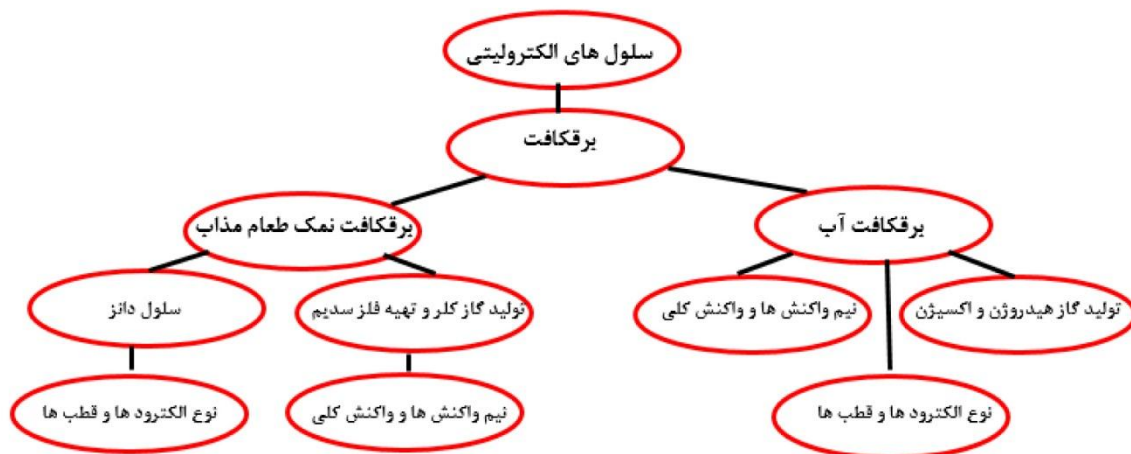 سلول های الکترولیتی
برقکافت
برقکافت آب
برقکافت نمک طعام مذاب
تولید گاز هیدروژن و اکسیژن
نیم واکنش ها و واکنش کلی
تولید گاز کلر و تهیه فلز سدیم
سلول دانز
نوع الکترود ها و قطب ها
نیم واکنش ها و واکنش کلی
نوع الکترود ها و قطب ها